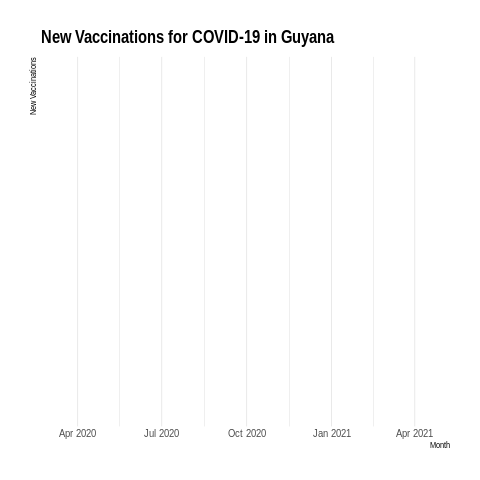 New Vaccinations for COVID-19 in Guyana
New Vaccinations
Apr 2020 Jul 2020 Oct 2020 Jan 2021 Apr 2021
Month